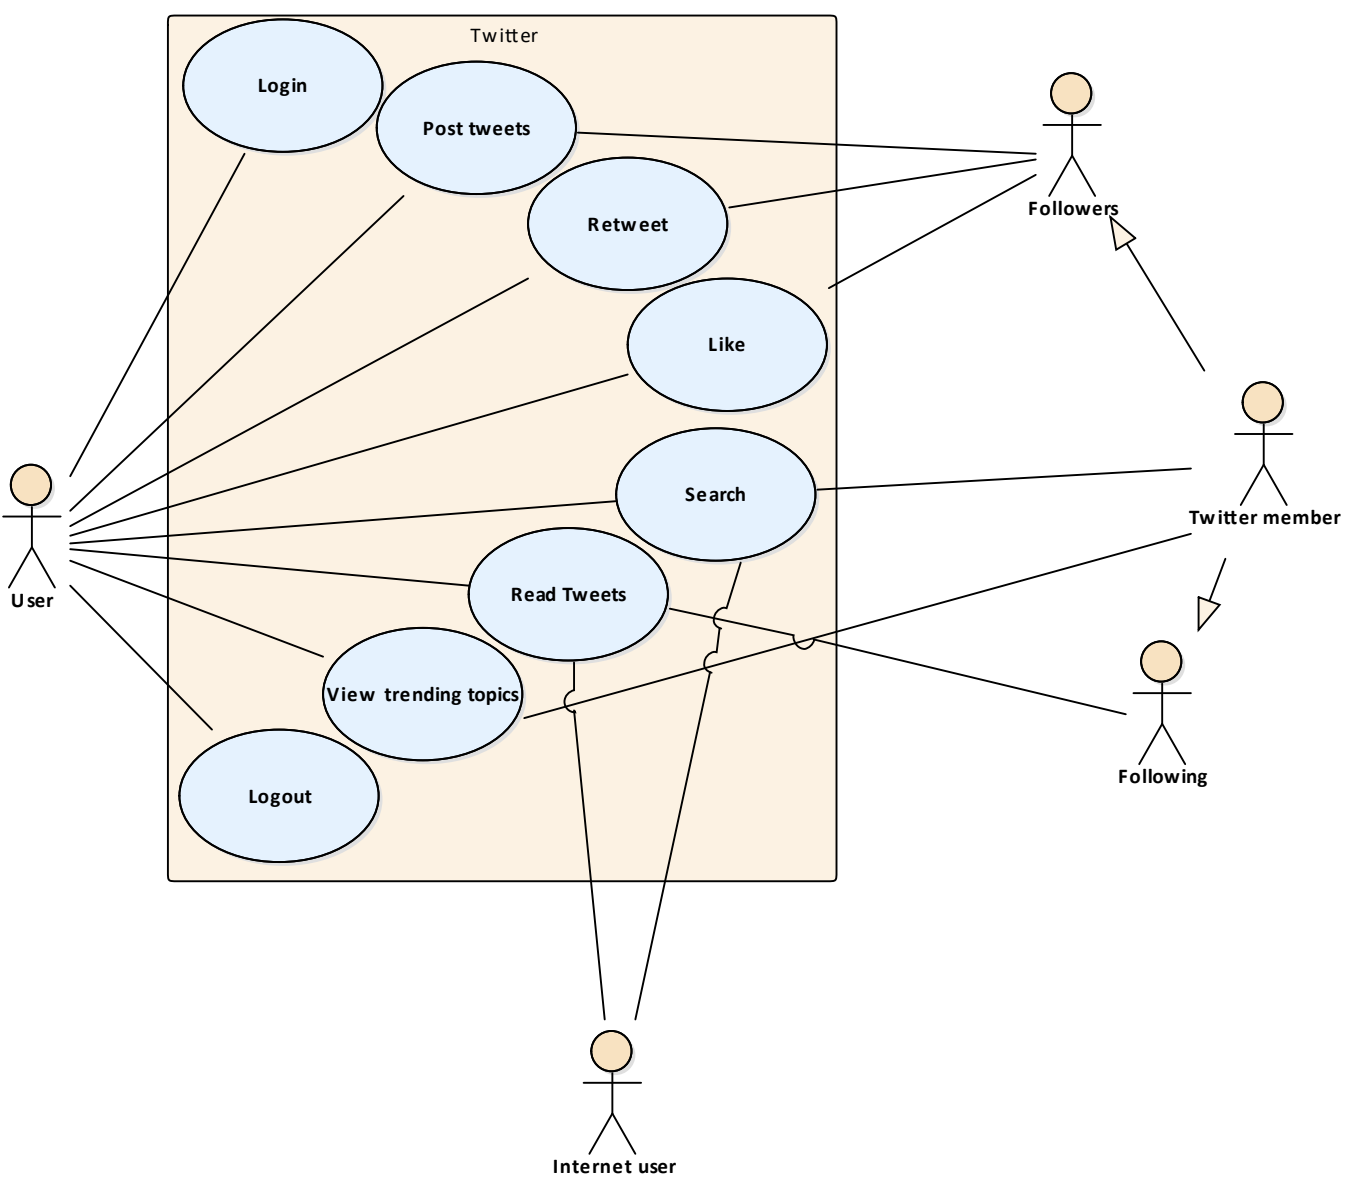 Twitter
Login
Post tweets
Retweet
Followers
Like
Search
Twitter member
Read Tweets
User
View trending topics
Following
Logout
Internet user